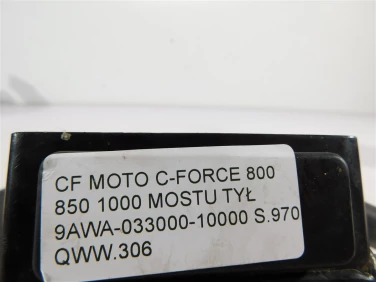 CF MOTO C-FORCE 800
850 1000 MOSTU TYŁ
9AWA-033000-10000 S.970
QWW.306